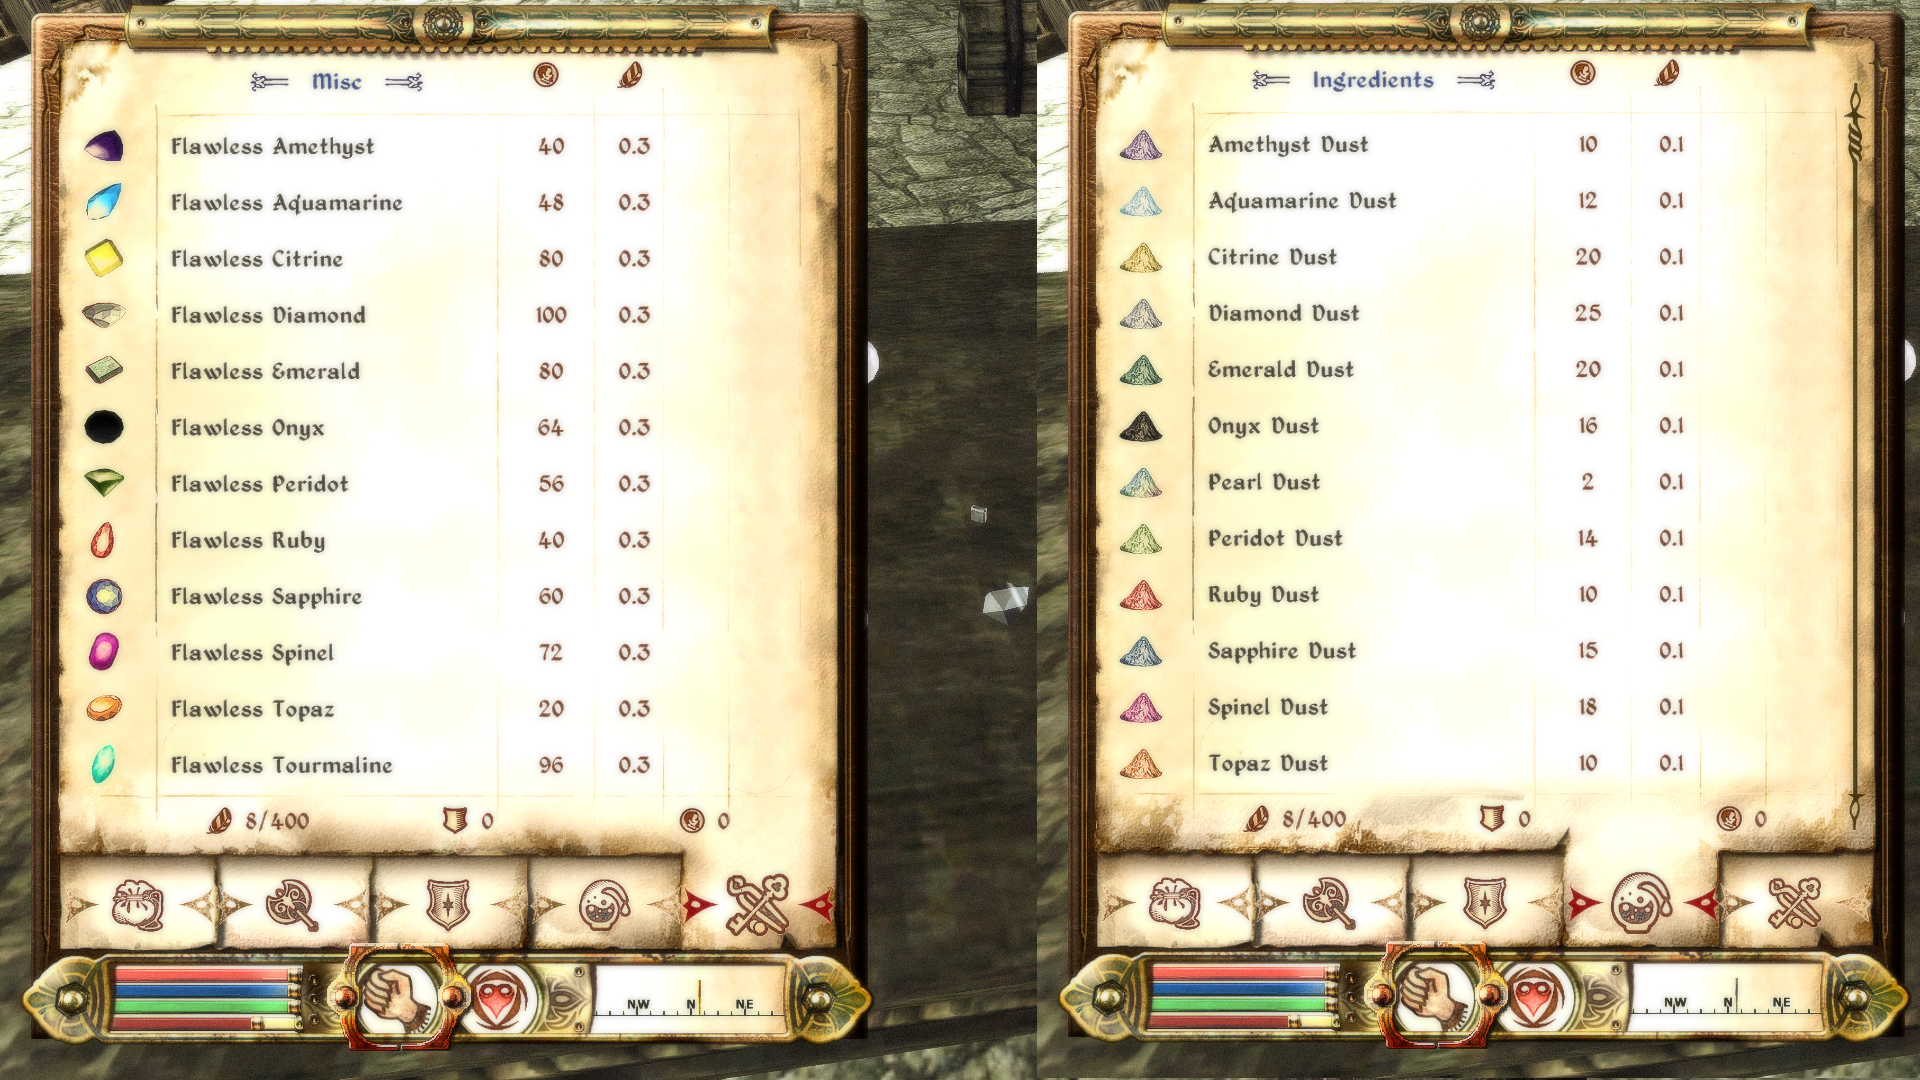 Misc
Flawless Amethyst 40 0.3
Flawless Aquamarine 48 0.3
Flawless Citrine 80 0.3
Flawless Diamond 100 0.3
Flawless Emerald 80 0.3
Flawless Onyx 64 0.3
Flawless Peridot 56 0.3
Flawless Ruby 40 0.3
Flawless Sapphire 60 0.3
Flawless Spinel 72 0.3
Flawless Topaz 20 0.3
Flawless Tourmaline 96 0.3
8/400 0 0
NW N NE
Ingredients
Amethyst Dust 10 0.1
Aquamarine Dust 12 0.1
Citrine Dust 20 0.1
Diamond Dust 25 0.1
Emerald Dust 20 0.1
Onyx Dust 16 0.1
Pearl Dust 2 0.1
Peridot Dust 14 0.1
Ruby Dust 10 0.1
Sapphire Dust 15 0.1
Spinel Dust 18 0.1
Topaz Dust 10 0.1
8/400 0 0
NW N NE